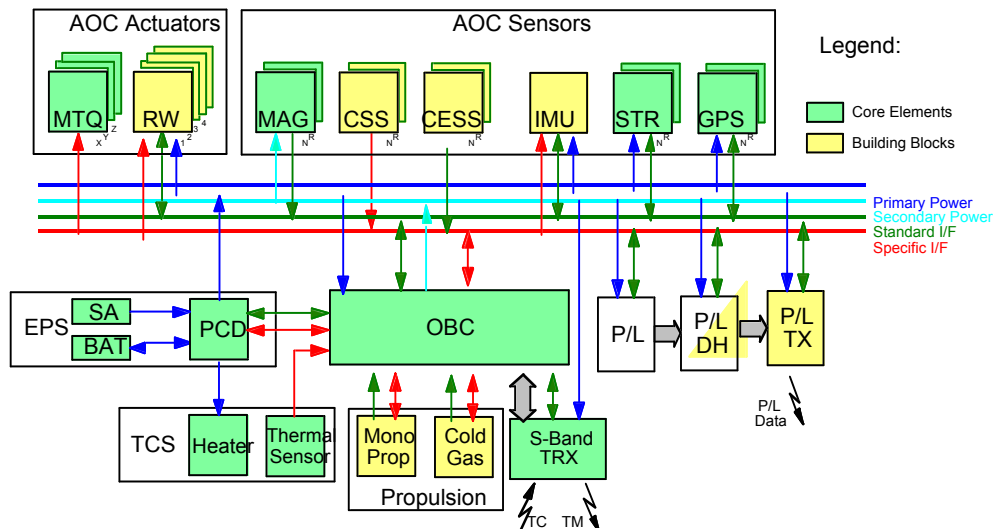 AOC Actuators
AOC Sensors
Legend:
MTQ
X Y Z
RW
1 2 3 4
MAG
N R
CSS
N R
CESS
N R
IMU
STR
N R
GPS
N R
Core Elements
Building Blocks
Primary Power
Secondary Power
Standard I/F
Specific I/F
EPS
SA
BAT
PCD
OBC
P/L
P/L
DH
P/L
TX
P/L
Data
TCS
Heater
Thermal
Sensor
Mono
Prop
Cold
Gas
Propulsion
S-Band
TRX
TC
TM